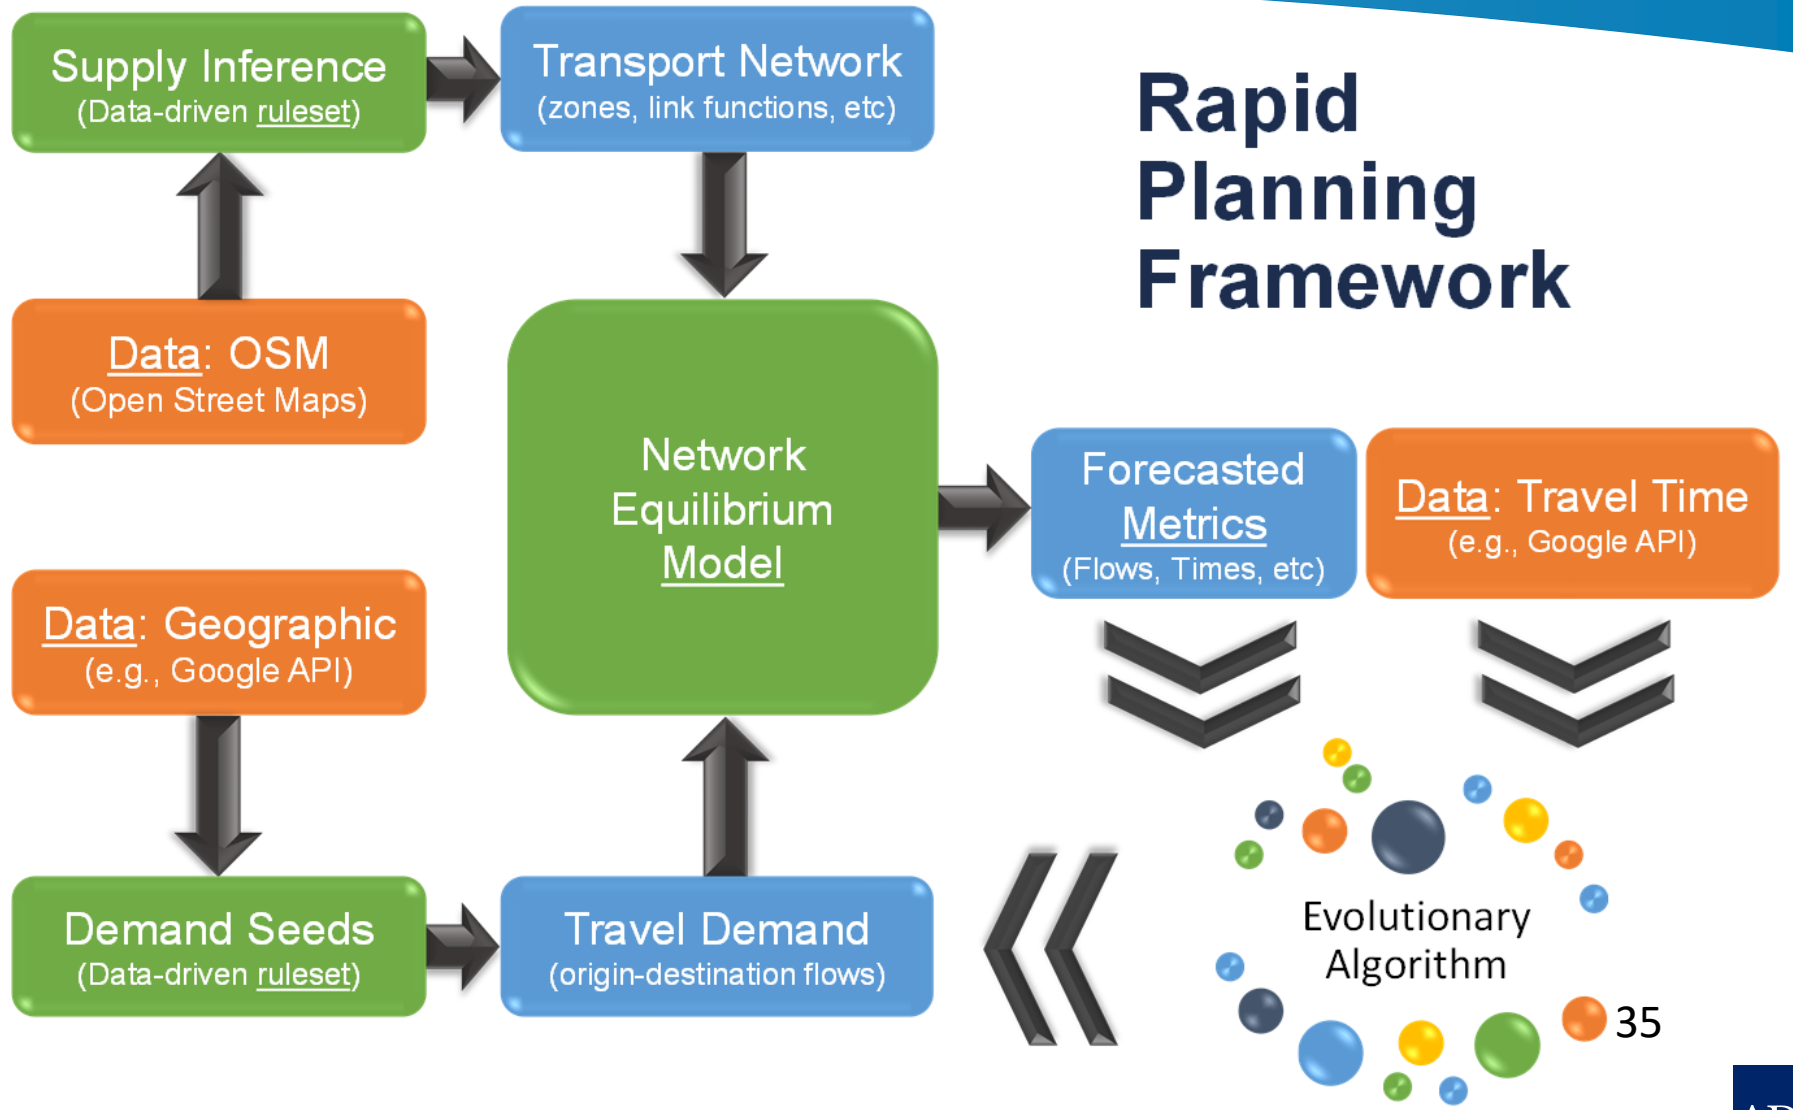 Supply Inference
(Data-driven ruleset)
Transport Network
(zones, link functions, etc)
Rapid
Planning
Framework
Data: OSM
(Open Street Maps)
Network
Equilibrium
Model
Forecasted
Metrics
(Flows, Times, etc)
Data: Travel Time
(e.g., Google API)
Data: Geographic
(e.g., Google API)
Demand Seeds
(Data-driven ruleset)
Travel Demand
(origin-destination flows)
Evolutionary
Algorithm
35